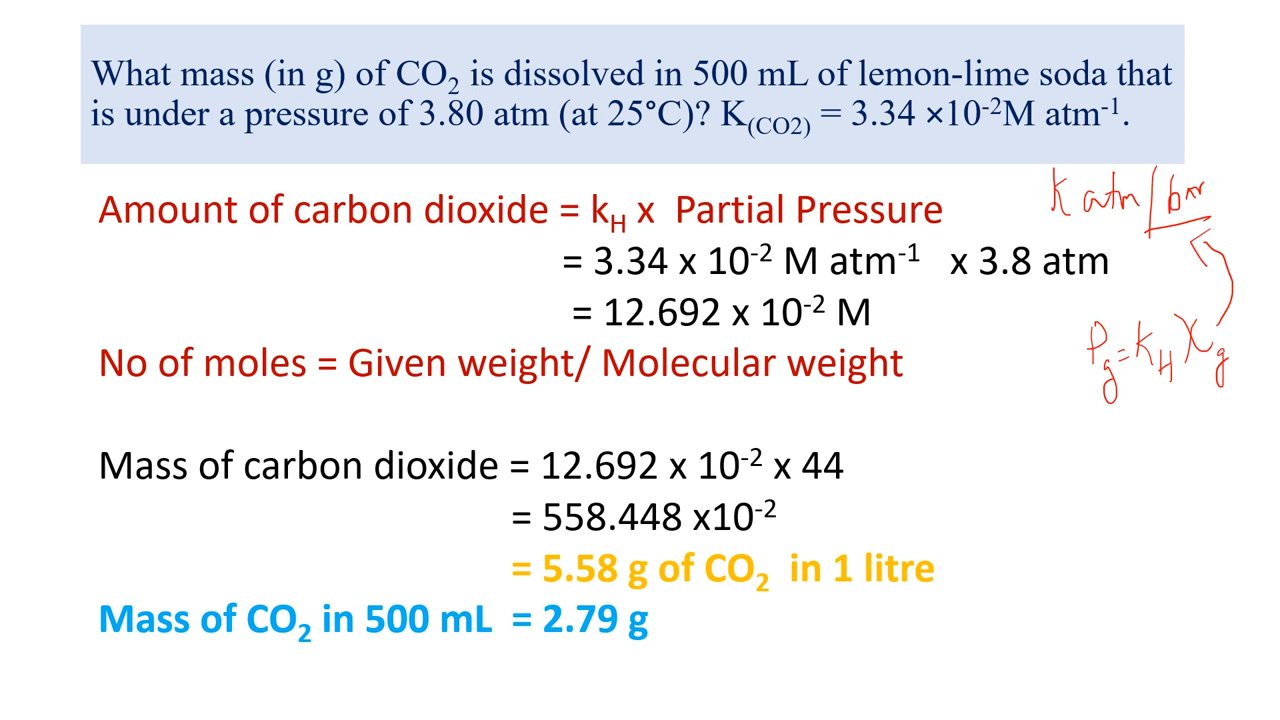 What mass (in g) of CO₂ is dissolved in 500 mL of lemon-lime soda that
is under a pressure of 3.80 atm (at 25°C)? K₍CO2₎ = 3.34 ×10⁻²M atm⁻¹.
Amount of carbon dioxide = kH x Partial Pressure
= 3.34 x 10⁻² M atm⁻¹ x 3.8 atm
= 12.692 x 10⁻² M
No of moles = Given weight/ Molecular weight
Mass of carbon dioxide = 12.692 x 10⁻² x 44
= 558.448 x10⁻²
= 5.58 g of CO₂ in 1 litre
Mass of CO₂ in 500 mL = 2.79 g
K atm/bar
Pg = KH Xg